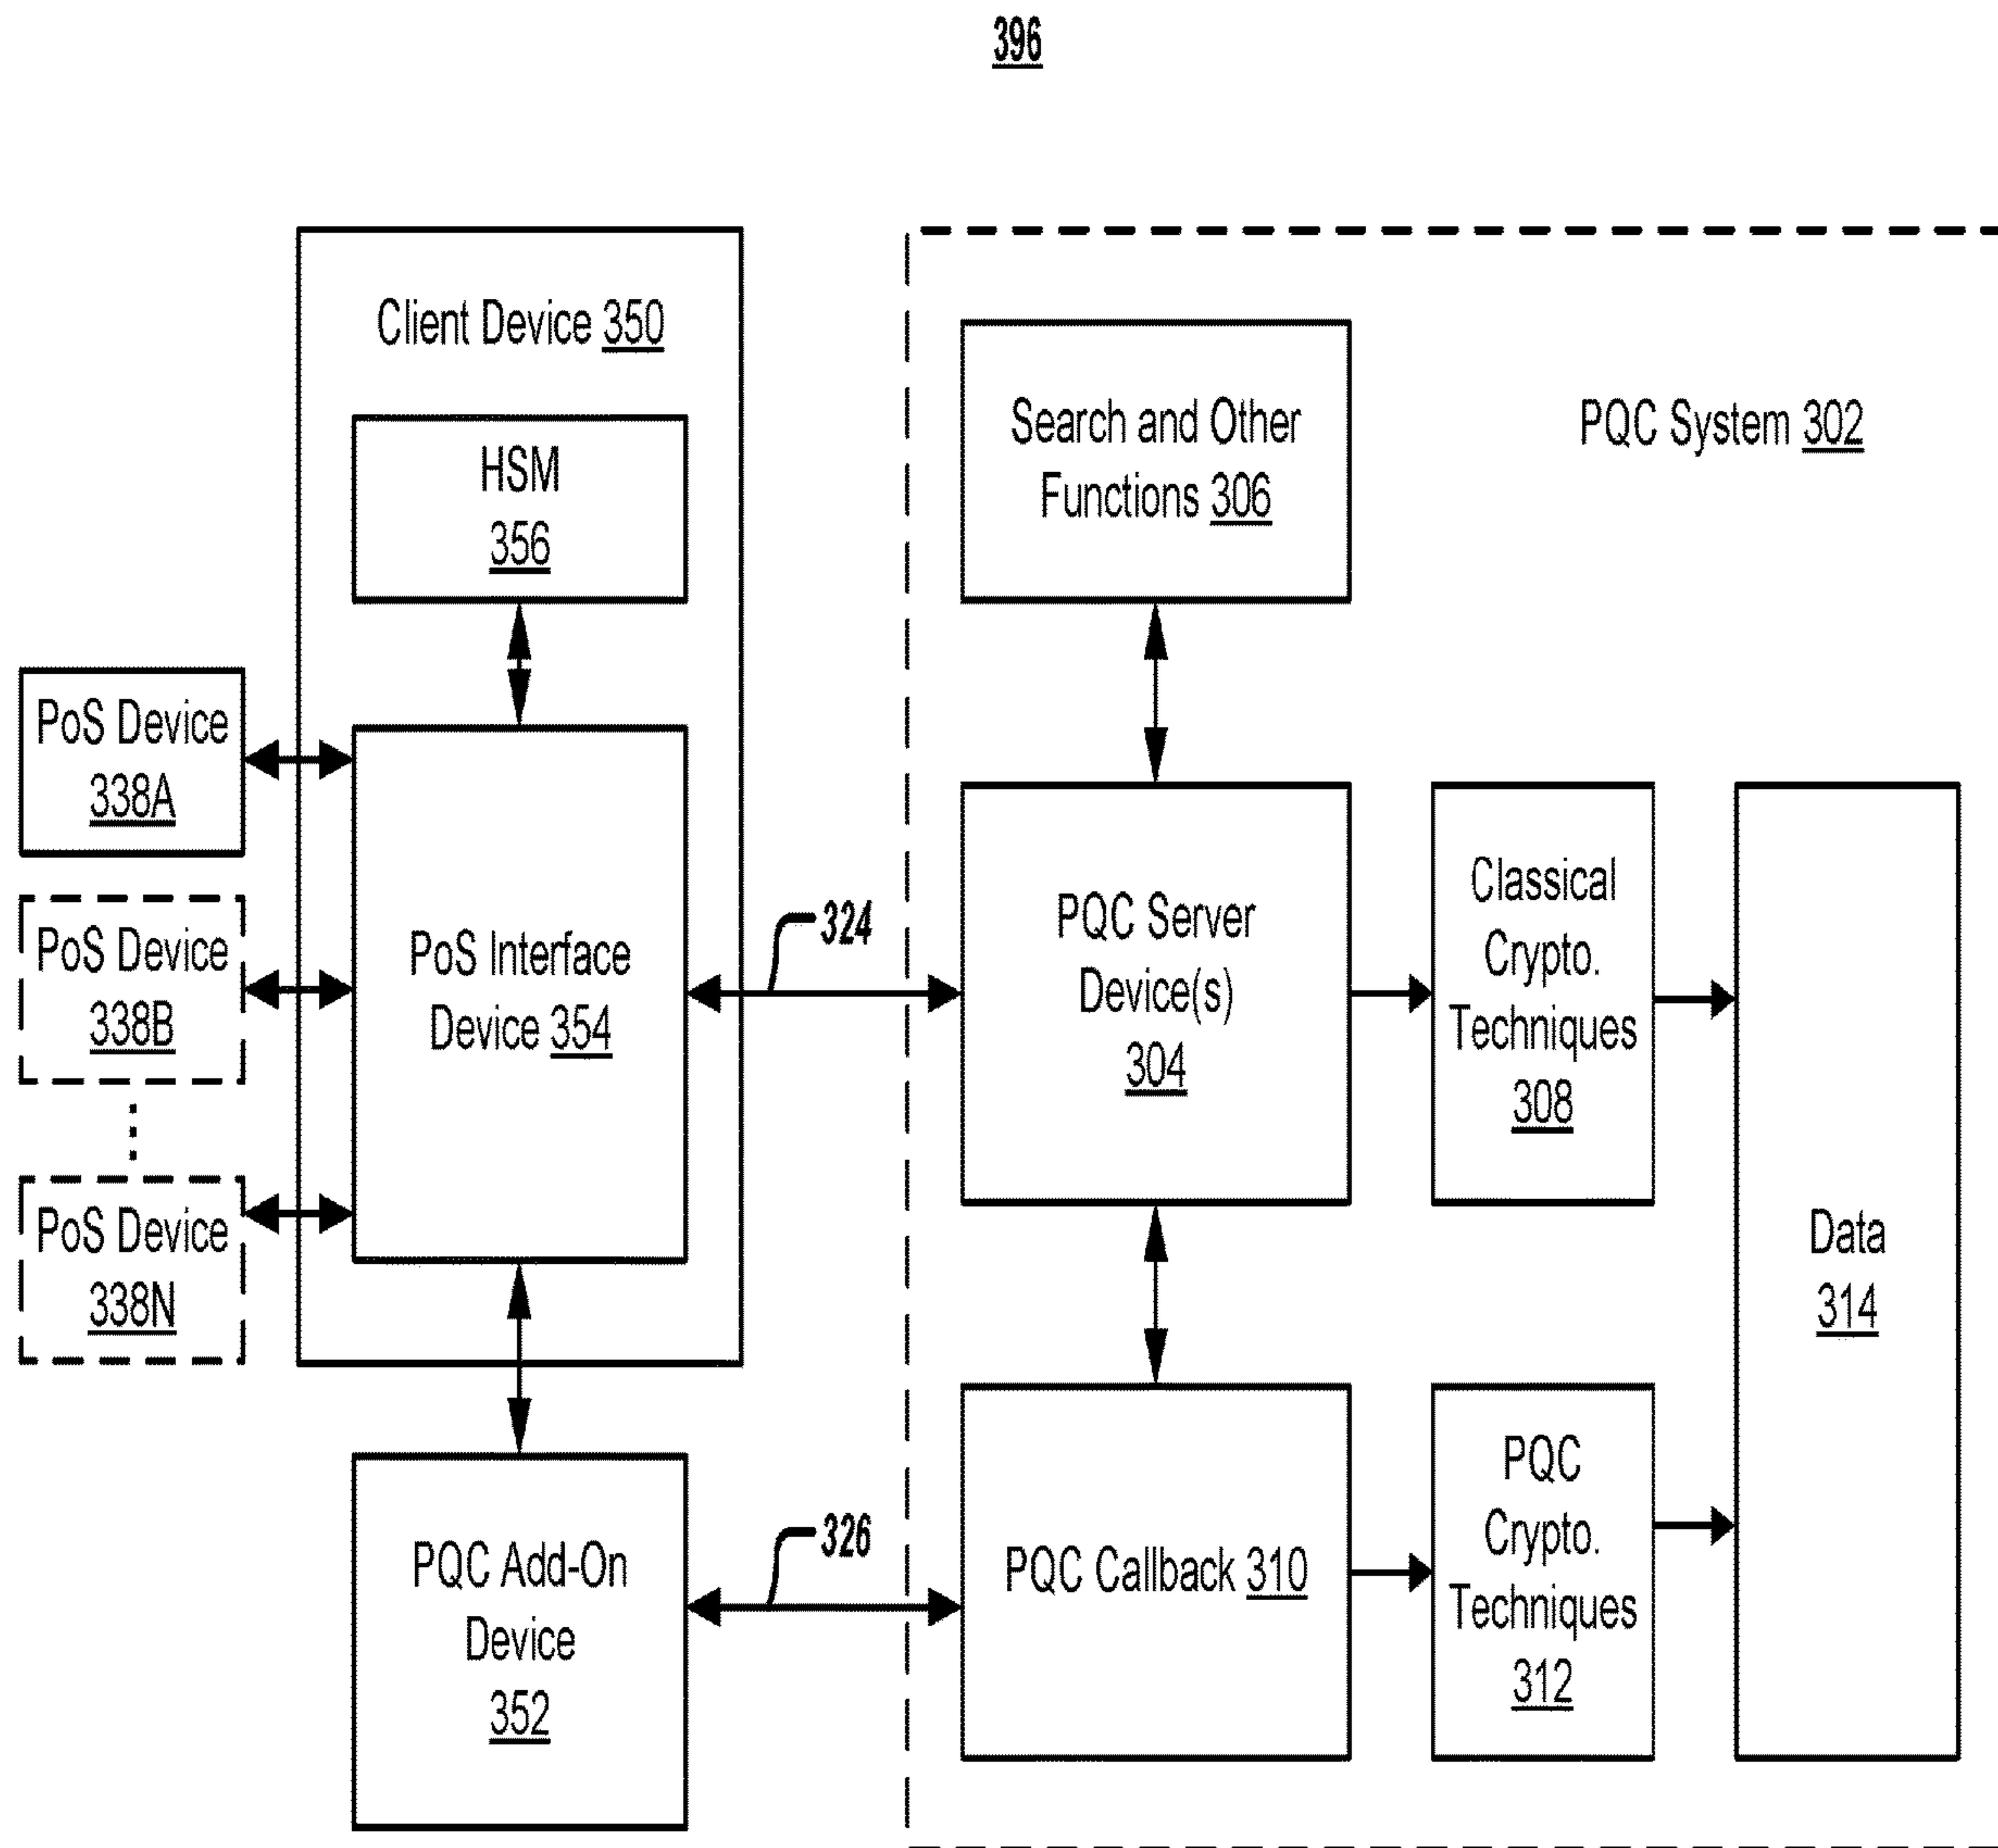 396
Client Device 350
HSM
356
PoS Device
338A
PoS Device
338B
PoS Device
338N
PoS Interface
Device 354
PQC Add-On
Device
352
324
326
PQC System 302
Search and Other
Functions 306
PQC Server
Device(s)
304
Classical
Crypto.
Techniques
308
PQC Callback 310
PQC
Crypto.
Techniques
312
Data
314